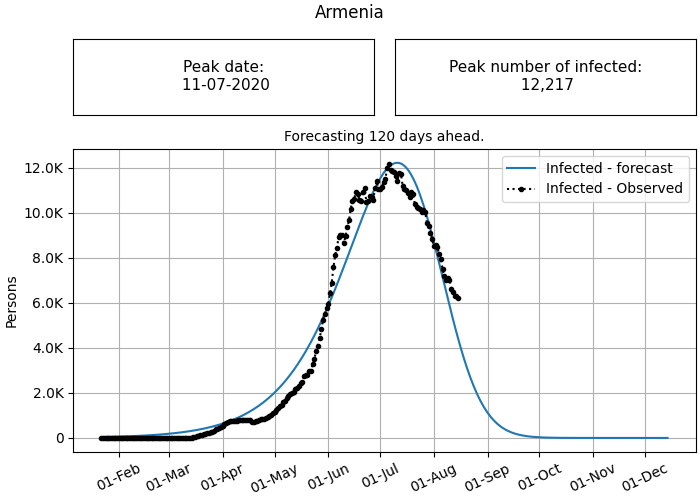 Armenia
Peak date:
11-07-2020
Peak number of infected:
12,217
Forecasting 120 days ahead.
Infected - forecast
Infected - Observed
Persons
12.0K
10.0K
8.0K
6.0K
4.0K
2.0K
0
01-Feb
01-Mar
01-Apr
01-May
01-Jun
01-Jul
01-Aug
01-Sep
01-Oct
01-Nov
01-Dec